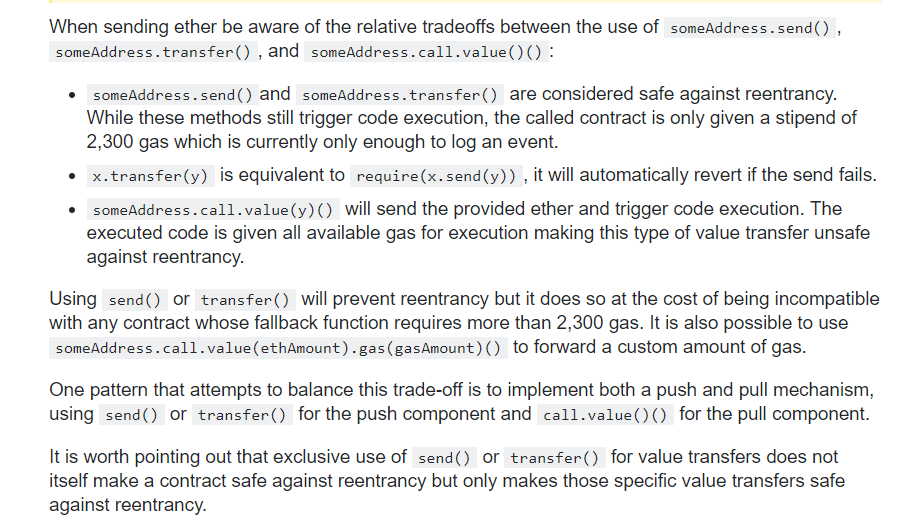 When sending ether be aware of the relative tradeoffs between the use of someAddress.send() ,
someAddress.transfer() , and someAddress.call.value()() :
• someAddress.send() and someAddress.transfer() are considered safe against reentrancy.
While these methods still trigger code execution, the called contract is only given a stipend of
2,300 gas which is currently only enough to log an event.
• x.transfer(y) is equivalent to require(x.send(y)) , it will automatically revert if the send fails.
• someAddress.call.value(y)() will send the provided ether and trigger code execution. The
executed code is given all available gas for execution making this type of value transfer unsafe
against reentrancy.
Using send() or transfer() will prevent reentrancy but it does so at the cost of being incompatible
with any contract whose fallback function requires more than 2,300 gas. It is also possible to use
someAddress.call.value(ethAmount).gas(gasAmount)() to forward a custom amount of gas.
One pattern that attempts to balance this trade-off is to implement both a push and pull mechanism,
using send() or transfer() for the push component and call.value()() for the pull component.
It is worth pointing out that exclusive use of send() or transfer() for value transfers does not
itself make a contract safe against reentrancy but only makes those specific value transfers safe
against reentrancy.